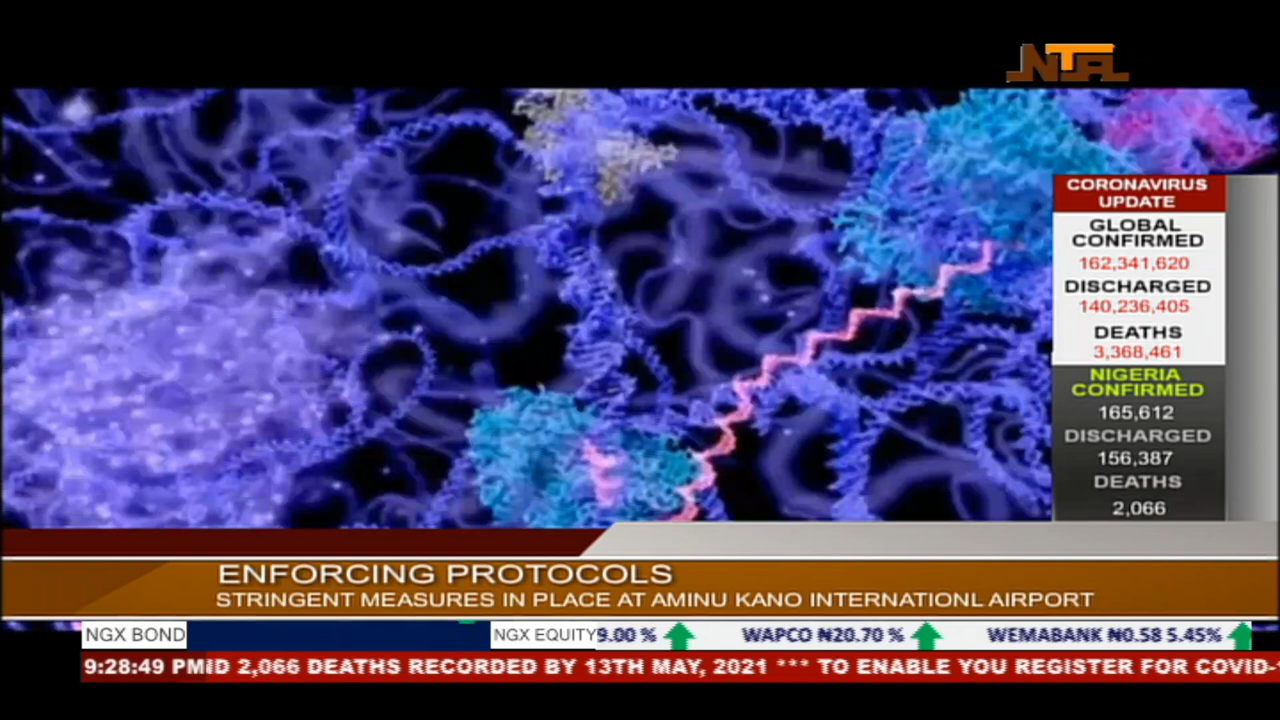 NTA
CORONAVIRUS
UPDATE
GLOBAL
CONFIRMED
162,341,620
DISCHARGED
140,236,405
DEATHS
3,368,461
NIGERIA
CONFIRMED
165,612
DISCHARGED
156,387
DEATHS
2,066
ENFORCING PROTOCOLS
STRINGENT MEASURES IN PLACE AT AMINU KANO INTERNATIONL AIRPORT
NGX BOND NGX EQUITY 9.00 % WAPCO ₦20.70 % WEMABANK ₦0.58 5.45%
9:28:49 PM ID 2,066 DEATHS RECORDED BY 13TH MAY, 2021 *** TO ENABLE YOU REGISTER FOR COVID-1